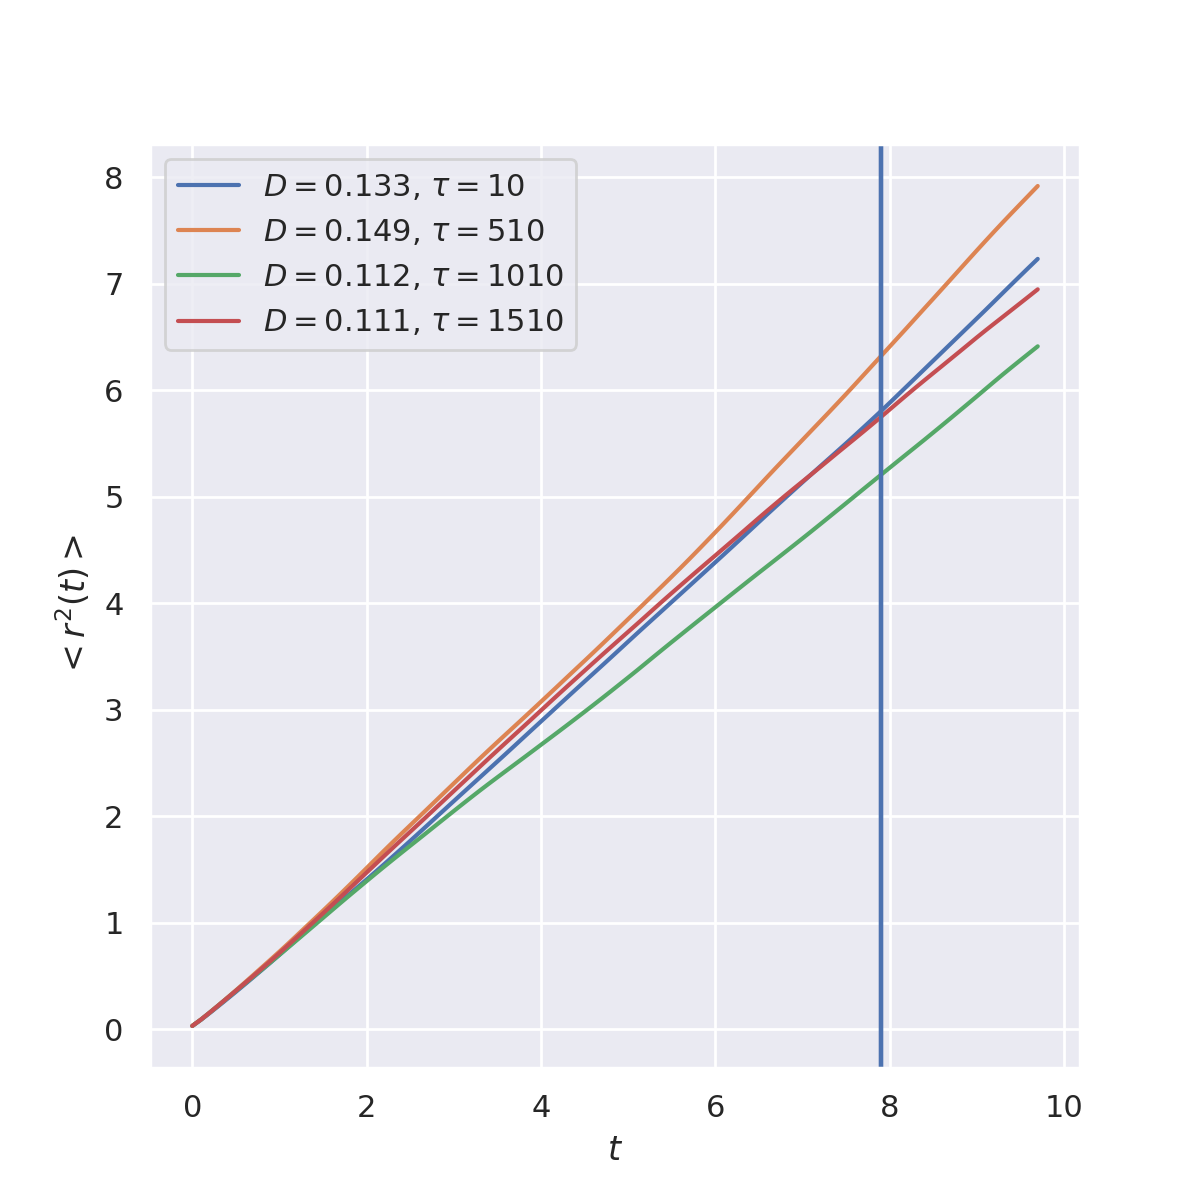 D = 0.133, τ = 10
D = 0.149, τ = 510
D = 0.112, τ = 1010
D = 0.111, τ = 1510
8
7
6
5
4
3
2
1
0
< r²(t) >
0 2 4 6 8 10
t